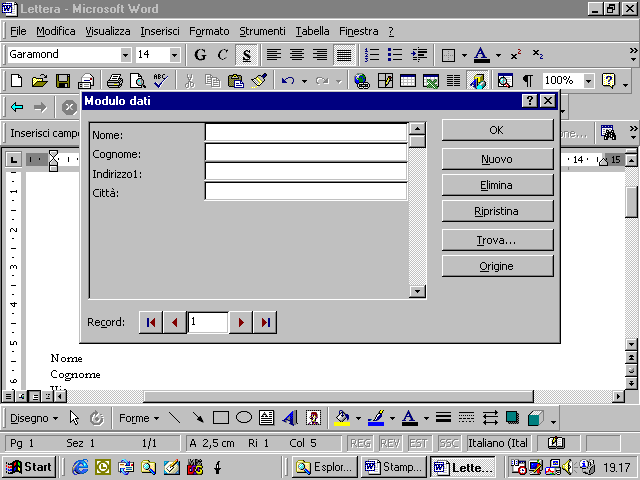 Lettera - Microsoft Word
File Modifica Visualizza Inserisci Formato Strumenti Tabella Finestra ?
Garamond 14 G C S
100%
Modulo dati
Inserisci campo
Nome:
Cognome:
Indirizzo1:
Città:
OK
Nuovo
Elimina
Ripristina
Trova...
Origine
Record: 1
Nome
Cognome
Disegno Forme
Pg 1 Sez 1 1/1 A 2,5 cm Ri 1 Col 5 REG REV EST SSC Italiano (Ital
Start Esplor... Stamp... Lette... 19.17